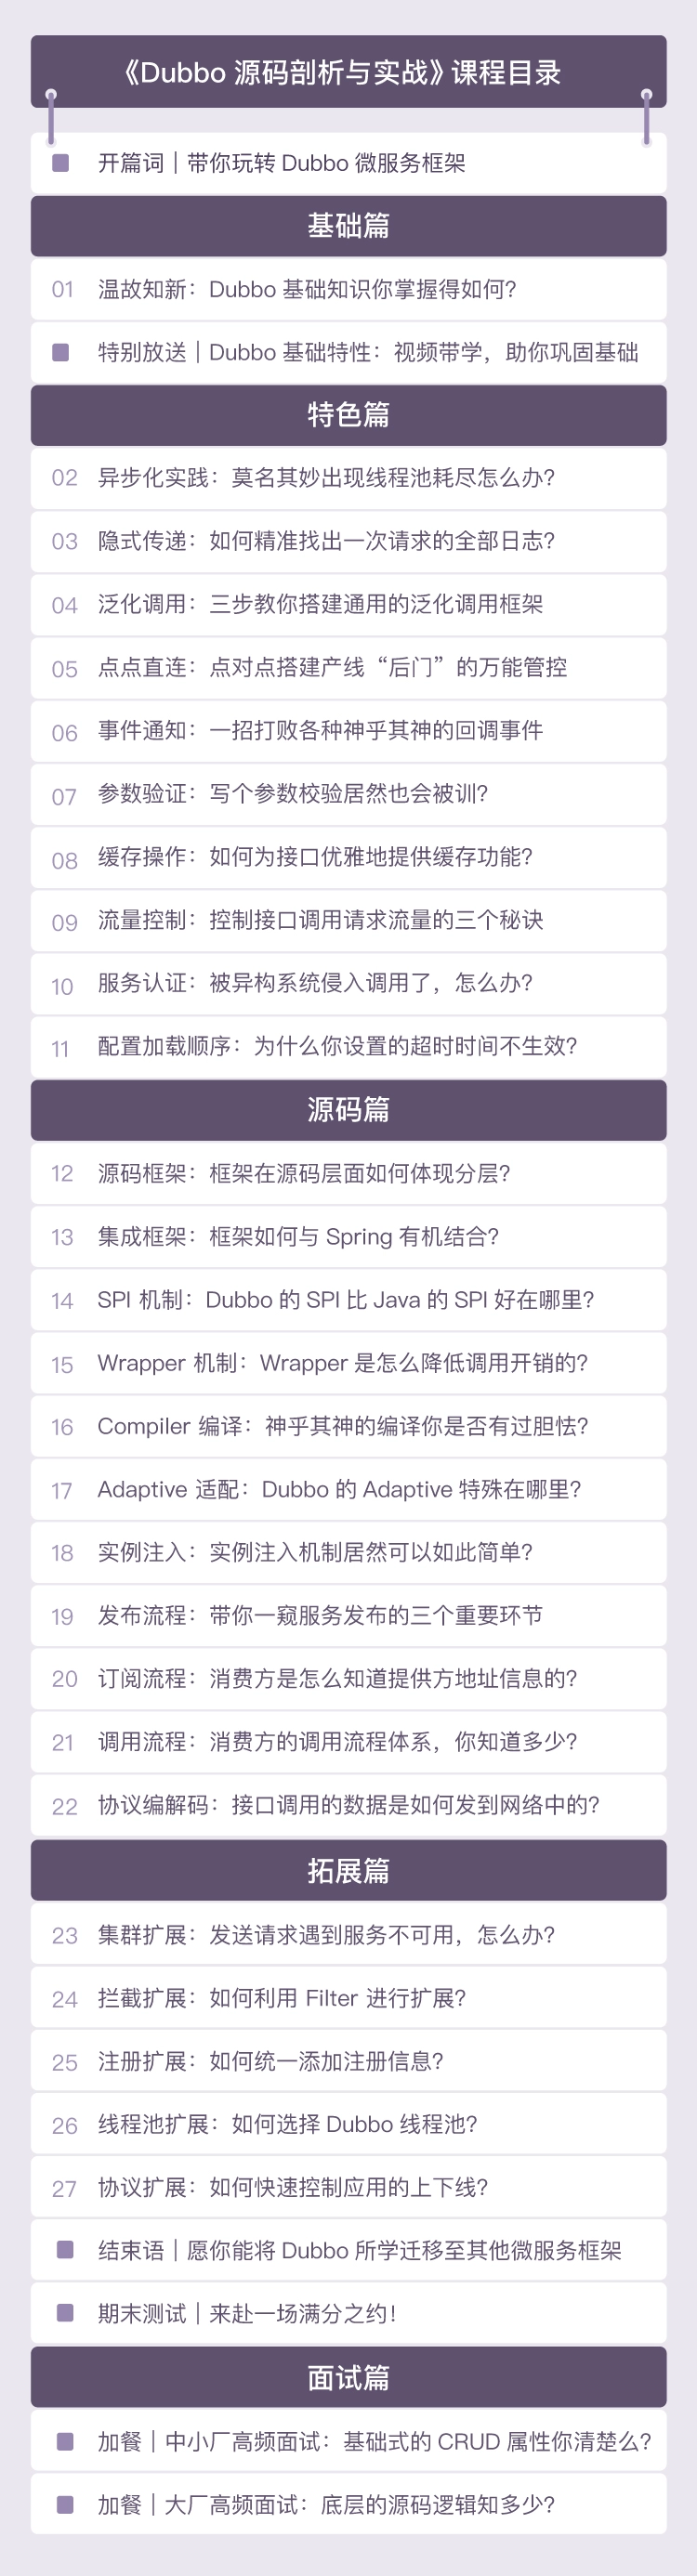 《Dubbo 源码剖析与实战》课程目录
开篇词｜带你玩转 Dubbo 微服务框架
基础篇
01 温故知新：Dubbo 基础知识你掌握得如何?
特别放送｜Dubbo 基础特性：视频带学，助你巩固基础
特色篇
02 异步化实践：莫名其妙出现线程池耗尽怎么办?
03 隐式传递：如何精准找出一次请求的全部日志?
04 泛化调用：三步教你搭建通用的泛化调用框架
05 点点直连：点对点搭建产线“后门”的万能管控
06 事件通知：一招打败各种神乎其神的回调事件
07 参数验证：写个参数校验居然也会被训?
08 缓存操作：如何为接口优雅地提供缓存功能?
09 流量控制：控制接口调用请求流量的三个秘诀
10 服务认证：被异构系统侵入调用了，怎么办?
11 配置加载顺序：为什么你设置的超时时间不生效?
源码篇
12 源码框架：框架在源码层面如何体现分层?
13 集成框架：框架如何与 Spring 有机结合?
14 SPI 机制：Dubbo 的 SPI 比 Java 的 SPI 好在哪里?
15 Wrapper 机制：Wrapper 是怎么降低调用开销的?
16 Compiler 编译：神乎其神的编译你是否有过胆怯?
17 Adaptive 适配：Dubbo 的 Adaptive 特殊在哪里?
18 实例注入：实例注入机制居然可以如此简单?
19 发布流程：带你一窥服务发布的三个重要环节
20 订阅流程：消费方是怎么知道提供方地址信息的?
21 调用流程：消费方的调用流程体系，你知道多少?
22 协议编解码：接口调用的数据是如何发到网络中的?
拓展篇
23 集群扩展：发送请求遇到服务不可用，怎么办?
24 拦截扩展：如何利用 Filter 进行扩展?
25 注册扩展：如何统一添加注册信息?
26 线程池扩展：如何选择 Dubbo 线程池?
27 协议扩展：如何快速控制应用的上下线?
结束语｜愿你能将 Dubbo 所学迁移至其他微服务框架
期末测试｜来赴一场满分之约!
面试篇
加餐｜中小厂高频面试：基础式的 CRUD 属性你清楚么?
加餐｜大厂高频面试：底层的源码逻辑知多少?